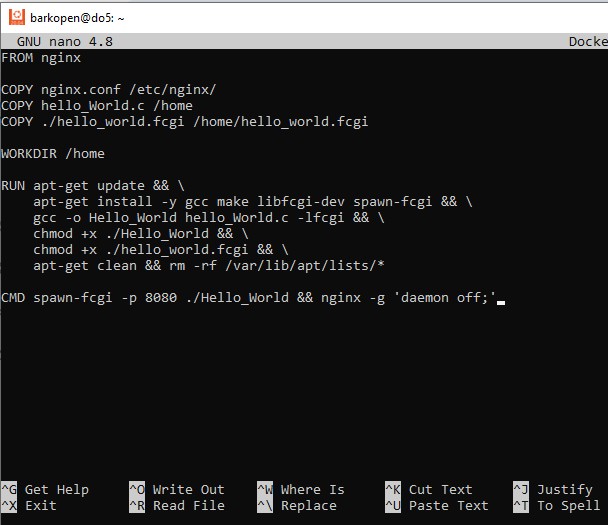 barkopen@do5: ~
GNU nano 4.8 Docke
FROM nginx
COPY nginx.conf /etc/nginx/
COPY hello_World.c /home
COPY ./hello_world.fcgi /home/hello_world.fcgi
WORKDIR /home
RUN apt-get update && \
    apt-get install -y gcc make libfcgi-dev spawn-fcgi && \
    gcc -o Hello_World hello_World.c -lfcgi && \
    chmod +x ./Hello_World && \
    chmod +x ./hello_world.fcgi && \
    apt-get clean && rm -rf /var/lib/apt/lists/*
CMD spawn-fcgi -p 8080 ./Hello_World && nginx -g 'daemon off;'
^G Get Help ^O Write Out ^W Where Is ^K Cut Text ^J Justify
^X Exit ^R Read File ^\ Replace ^U Paste Text ^T To Spell